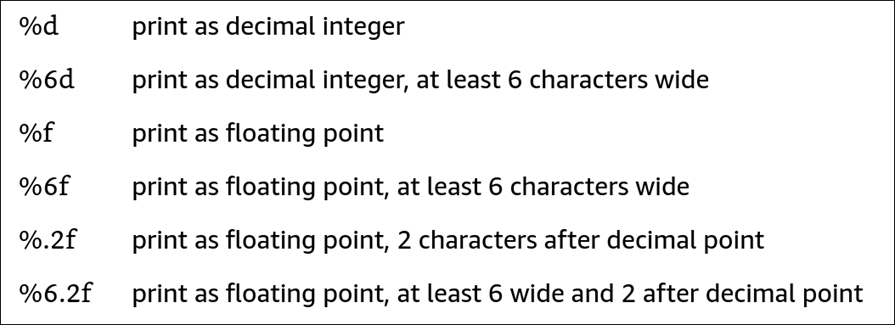 %d print as decimal integer
%6d print as decimal integer, at least 6 characters wide
%f print as floating point
%6f print as floating point, at least 6 characters wide
%.2f print as floating point, 2 characters after decimal point
%6.2f print as floating point, at least 6 wide and 2 after decimal point